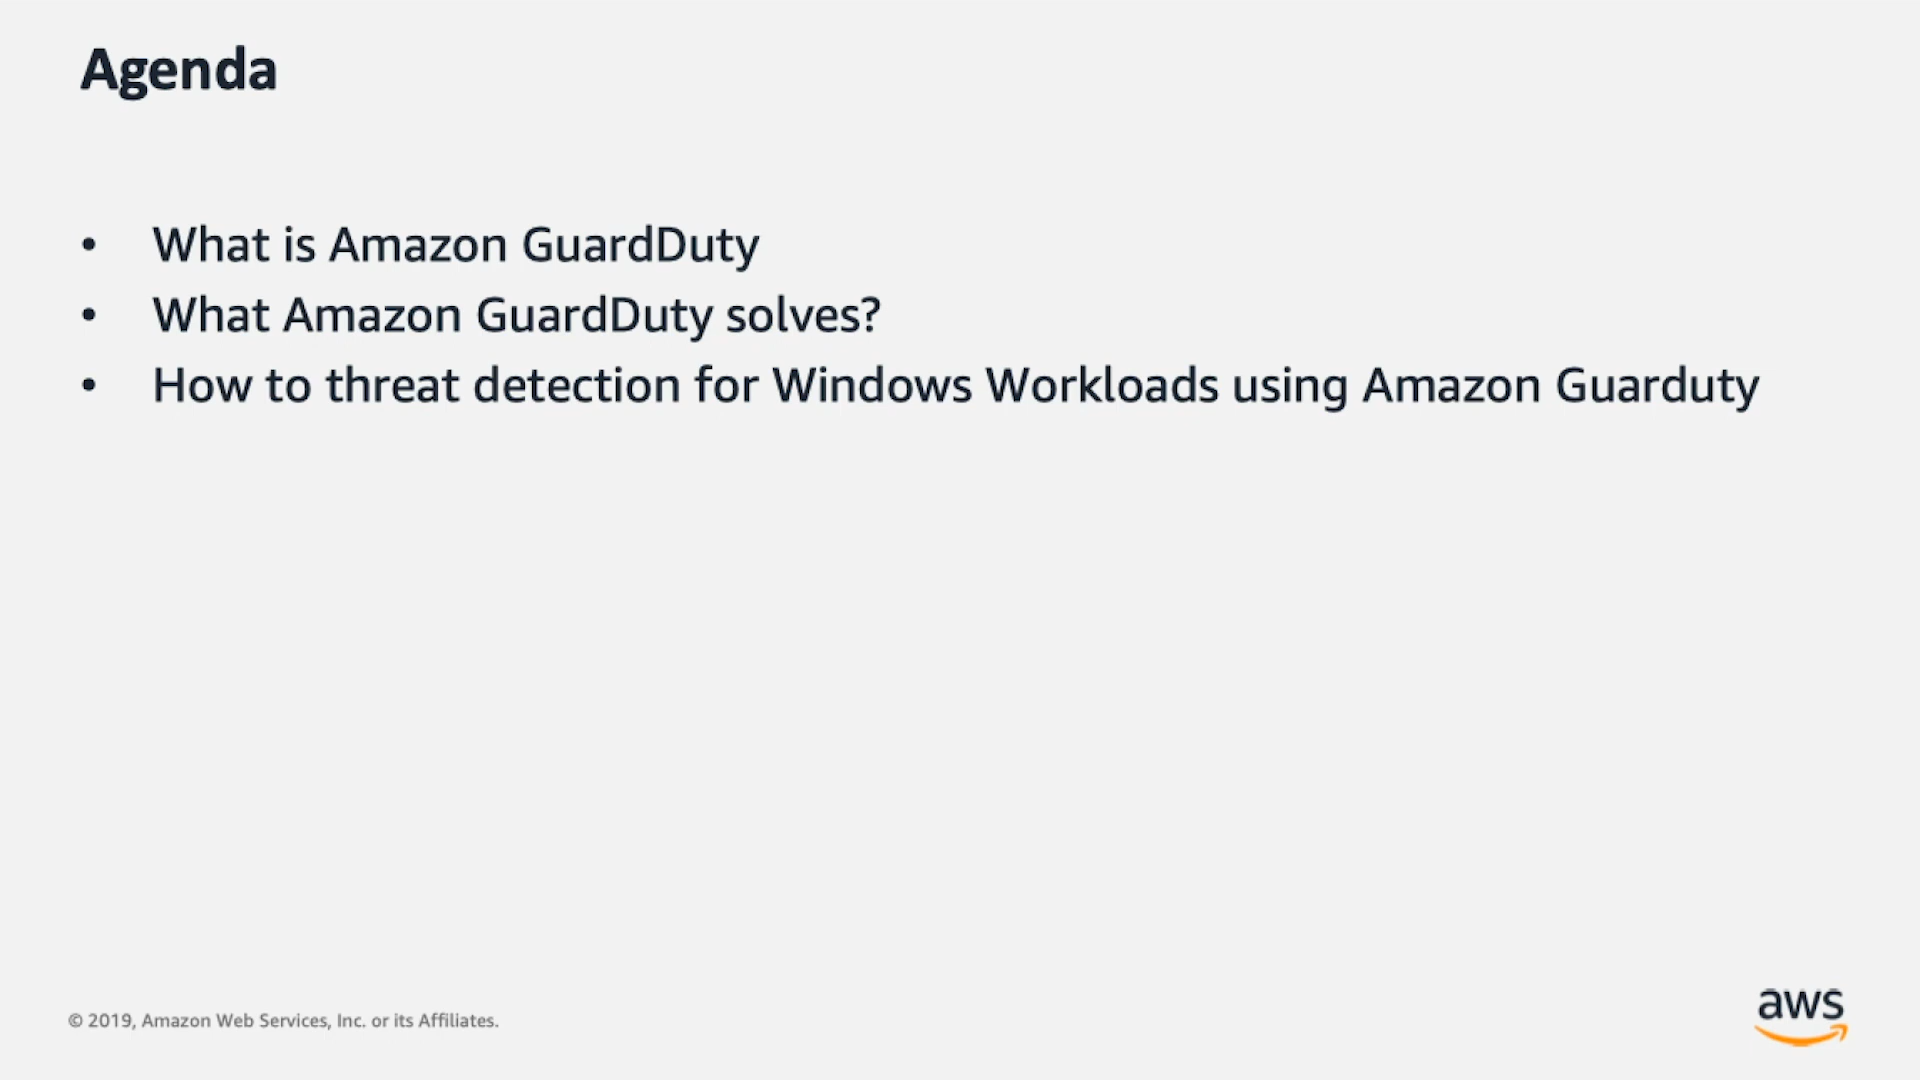 Agenda
• What is Amazon GuardDuty
• What Amazon GuardDuty solves?
• How to threat detection for Windows Workloads using Amazon Guarduty
© 2019, Amazon Web Services, Inc. or its Affiliates.
aws